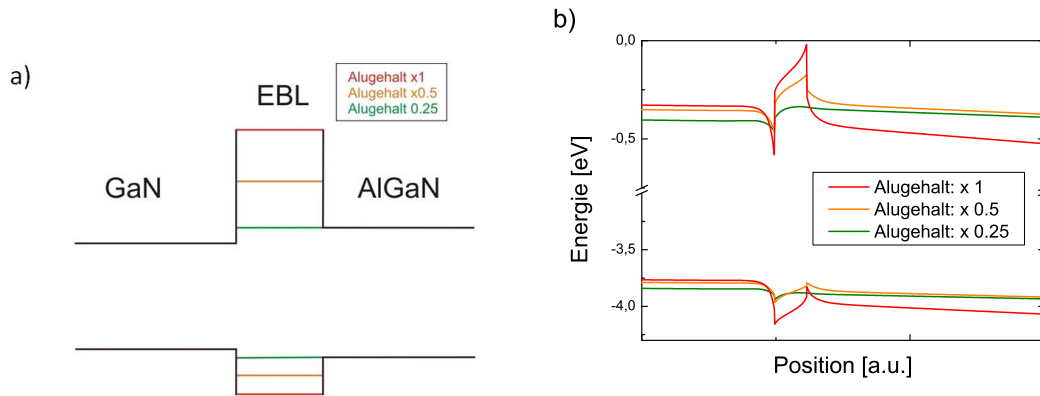 a)
EBL
Alugehalt x1
Alugehalt x0.5
Alugehalt 0.25
GaN
AlGaN
b)
Energie [eV]
0,0
-0,5
-3,5
-4,0
Alugehalt: x 1
Alugehalt: x 0.5
Alugehalt: x 0.25
Position [a.u.]